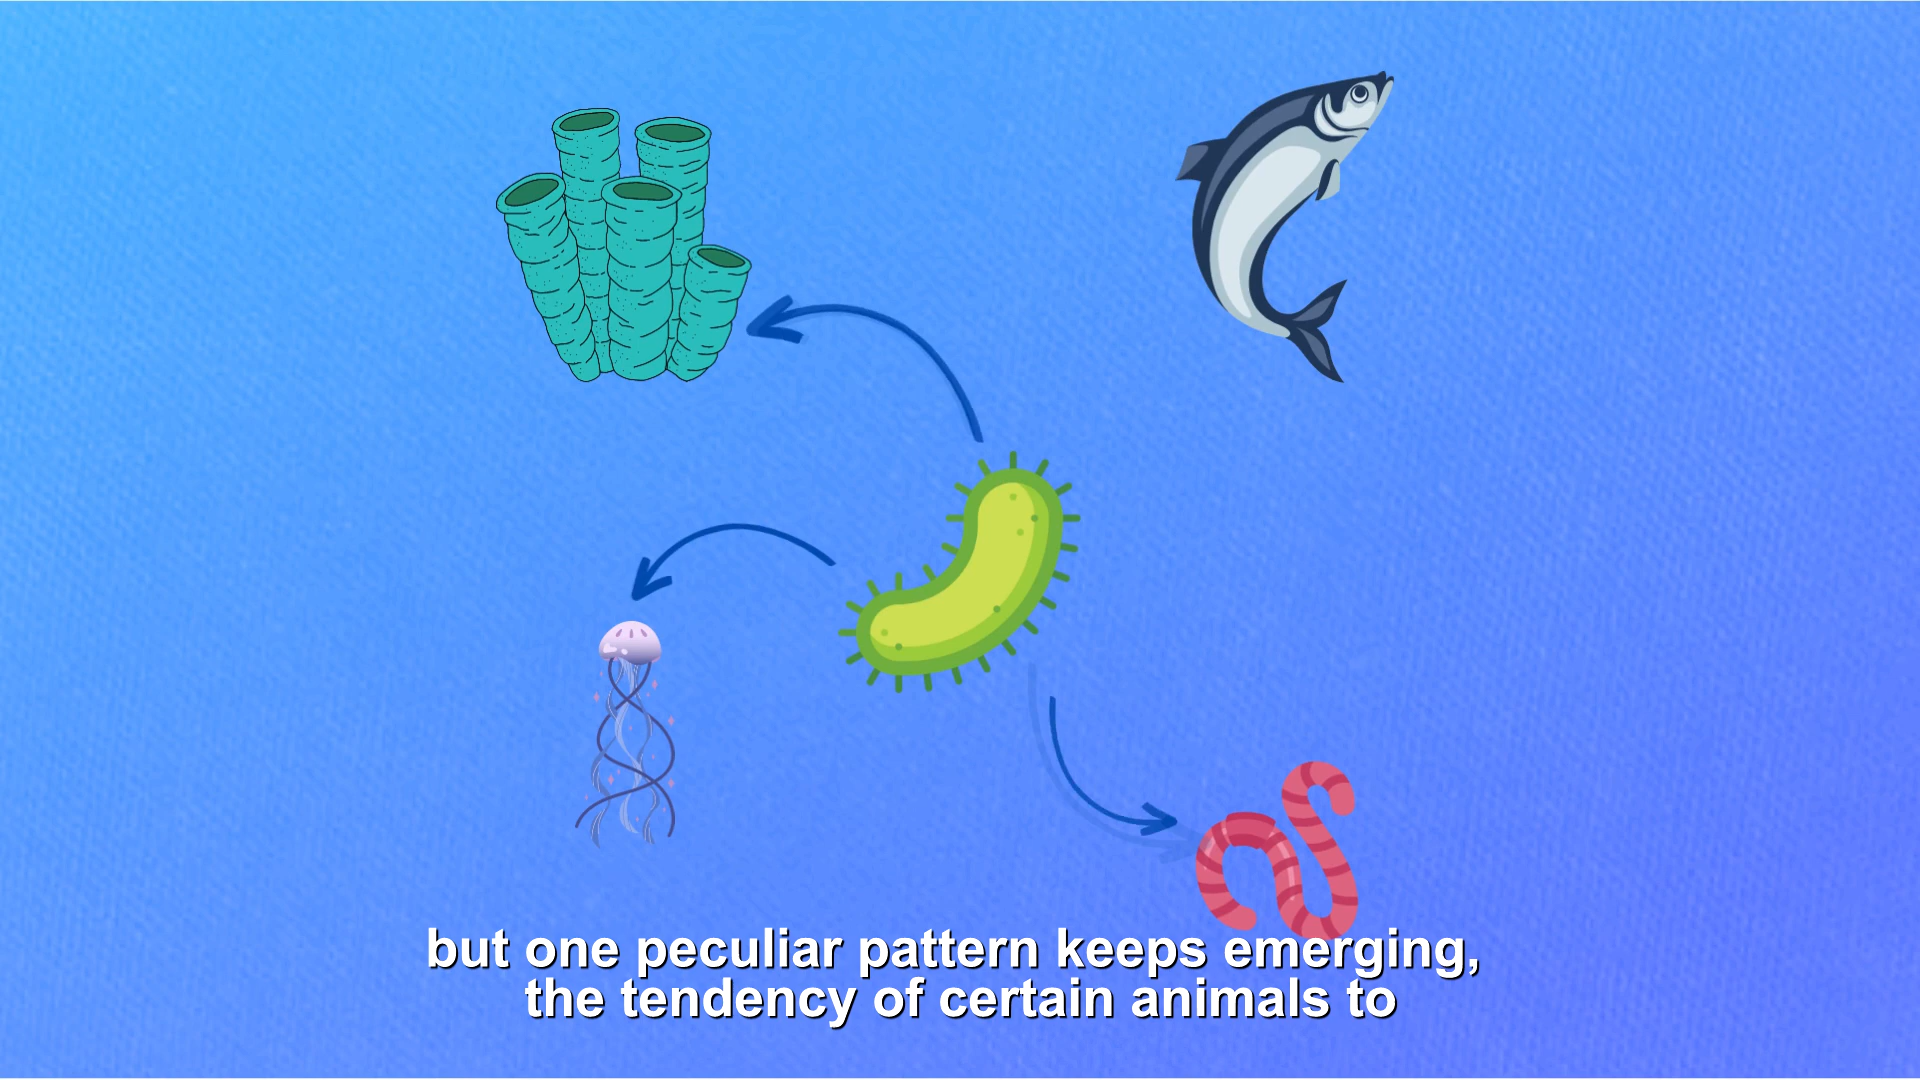 but one peculiar pattern keeps emerging,
the tendency of certain animals to